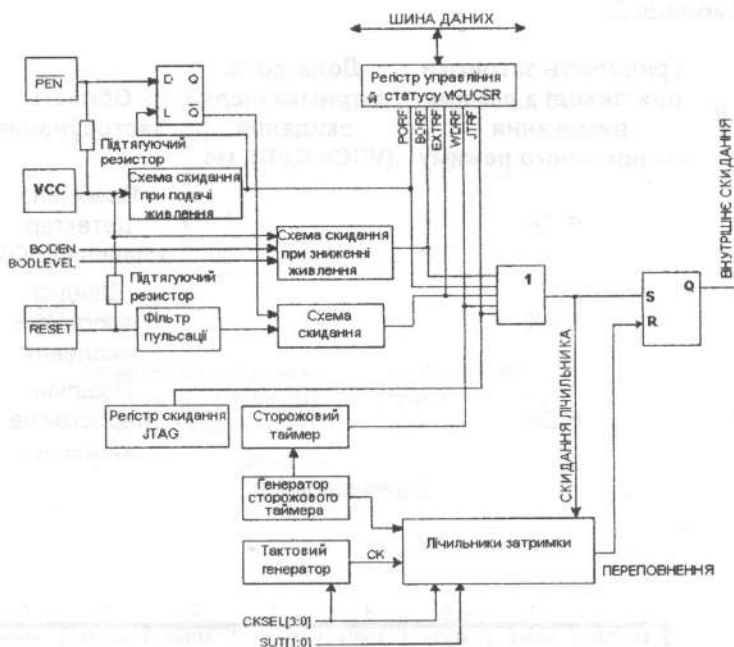 ШИНА ДАНИХ
PEN
D Q
L Q
Регістр управління
й статусу MCUCSR
PORF
BORF
EXTRF
WDRF
JTRF
Підтягуючий
резистор
VCC
Схема скидання
при подачі
живлення
BODEN
BODLEVEL
Схема скидання
при зниженні
живлення
Підтягуючий
резистор
RESET
Фільтр
пульсації
Схема
скидання
1
S
R
Q
ВНУТРІШНЄ СКИДАННЯ
СКИДАННЯ ЛІЧИЛЬНИКА
Регістр скидання
JTAG
Сторожовий
таймер
Генератор
сторожового
таймера
Тактовий
генератор
CK
Лічильники затримки
ПЕРЕПОВНЕННЯ
CKSEL[3:0]
SUT[1:0]